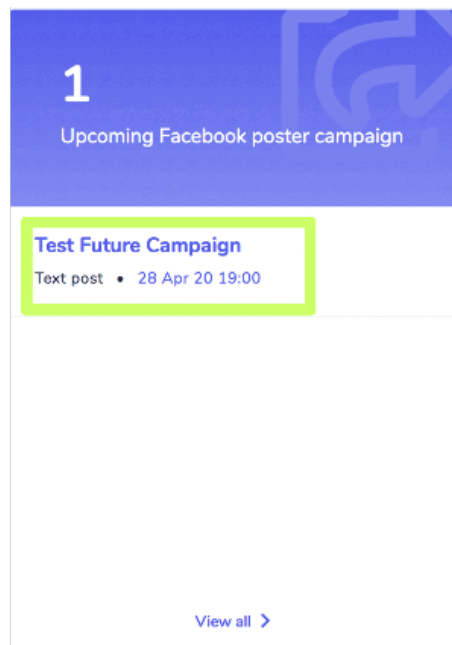 1
Upcoming Facebook poster campaign
Test Future Campaign
Text post • 28 Apr 20 19:00
View all